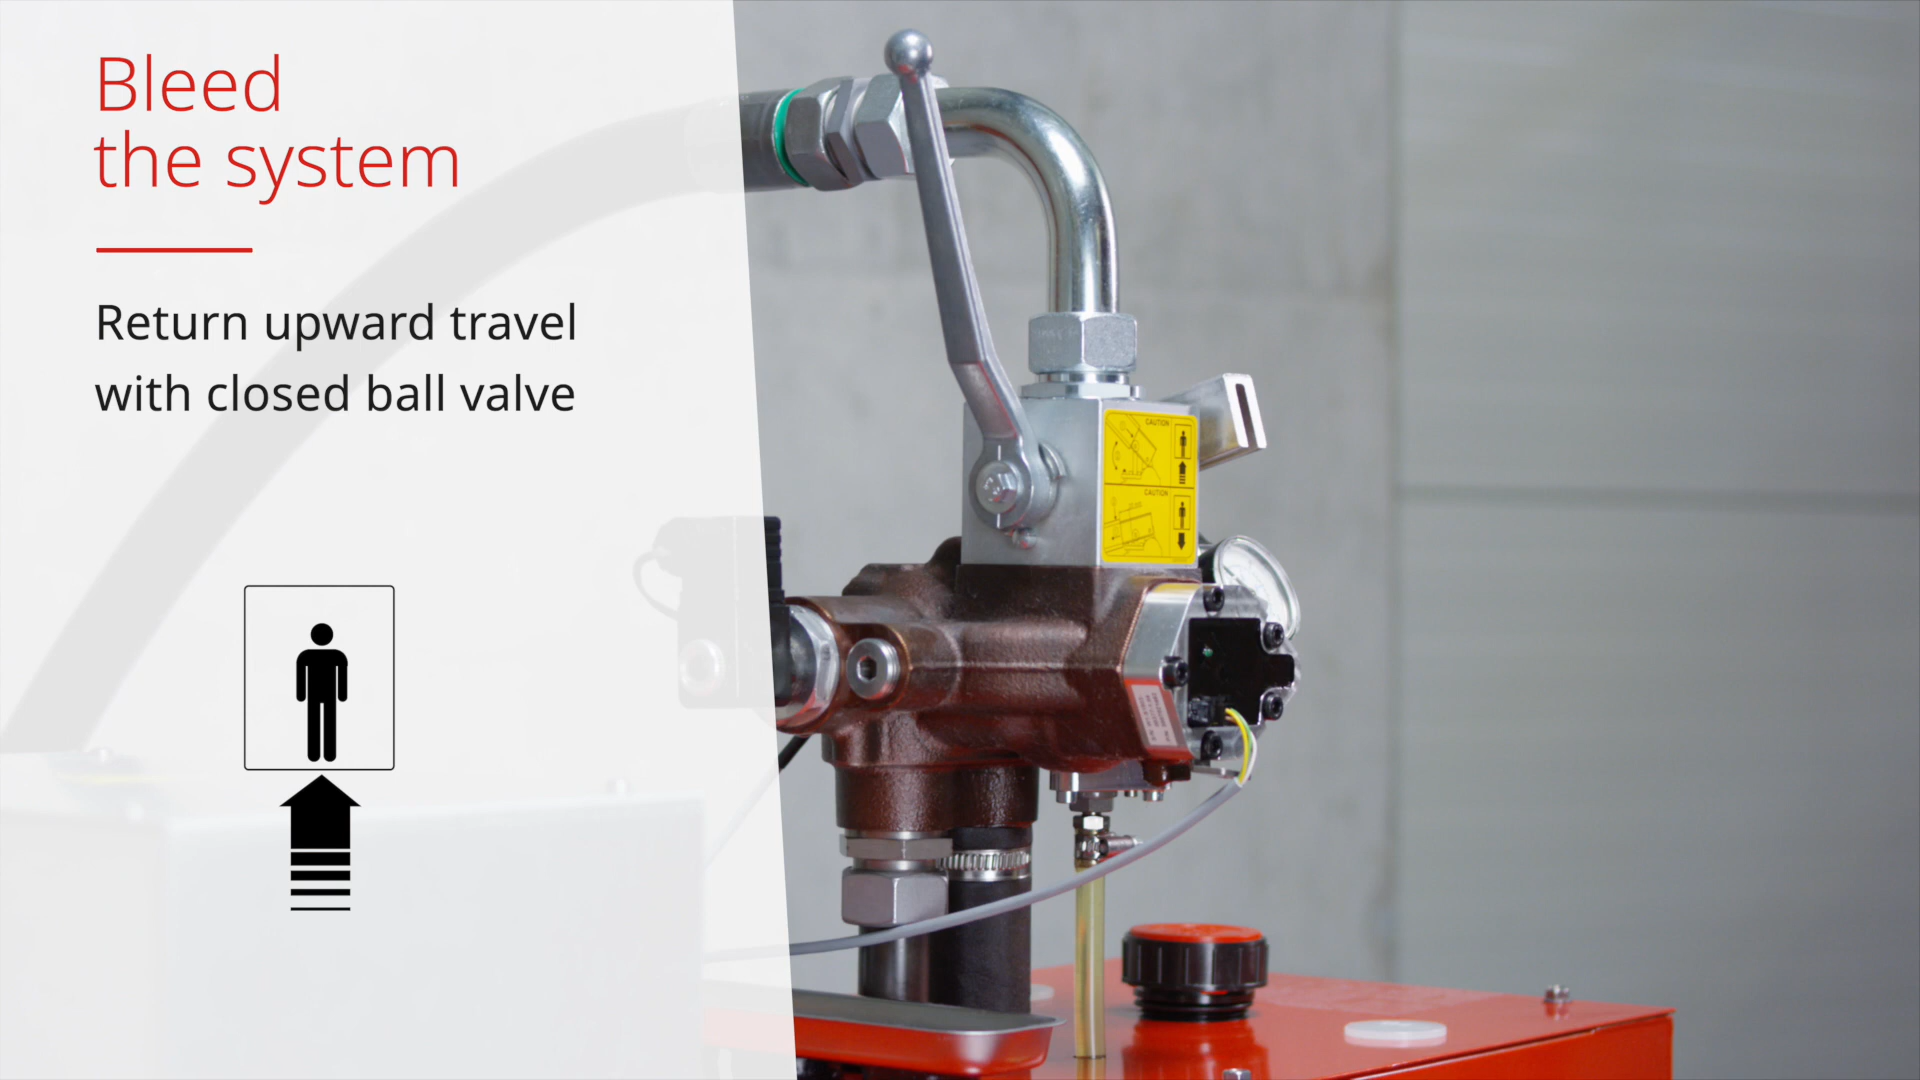 Bleed
the system
Return upward travel
with closed ball valve
CAUTION
CAUTION